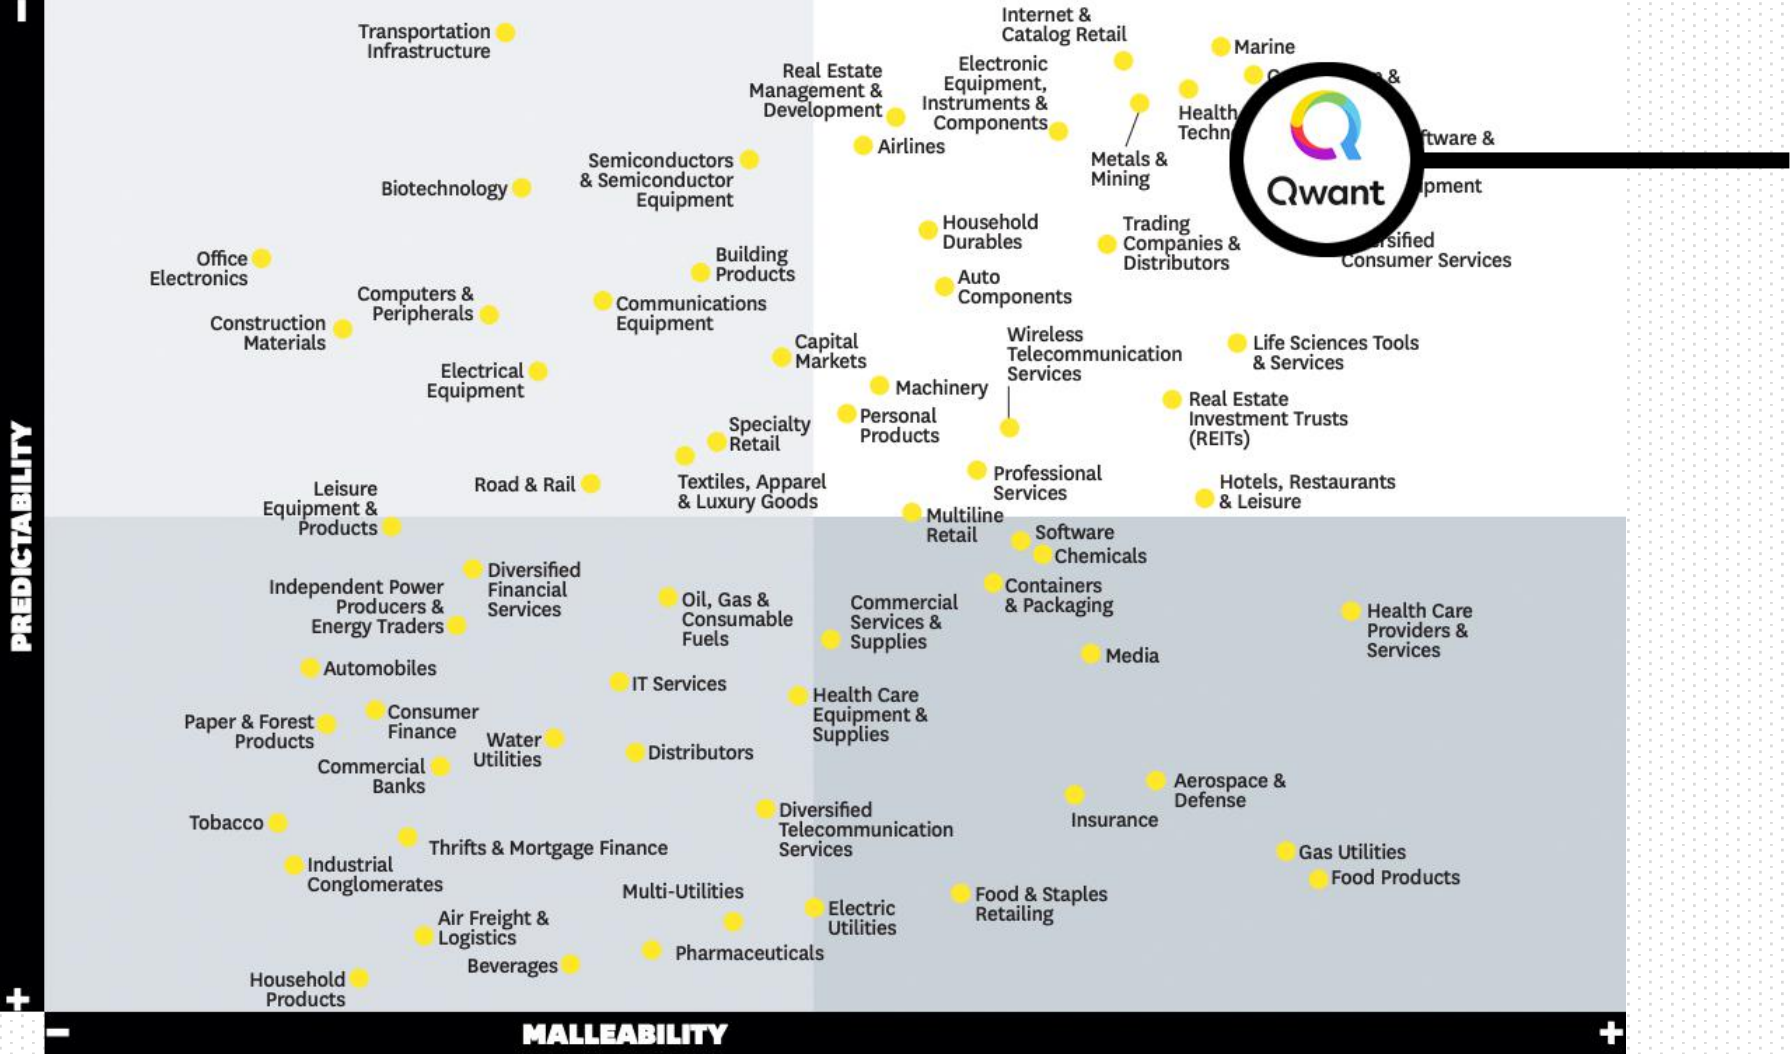 Transportation
Infrastructure
Internet &
Catalog Retail
Marine
&
Real Estate
Management &
Development
Electronic
Equipment,
Instruments &
Components
Health
Airlines
Metals &
Mining
Qwant
Semiconductors
& Semiconductor
Equipment
Biotechnology
Household
Durables
Trading
Companies &
Distributors
Consumer Services
Office
Electronics
Building
Products
Auto
Components
Computers &
Peripherals
Communications
Equipment
Construction
Materials
Capital
Markets
Wireless
Telecommunication
Services
Life Sciences Tools
& Services
Electrical
Equipment
Machinery
Personal
Products
Real Estate
Investment Trusts
(REITs)
Specialty
Retail
Road & Rail
Textiles, Apparel
& Luxury Goods
Professional
Services
Hotels, Restaurants
& Leisure
Leisure
Equipment &
Products
Multiline
Retail
Software
Chemicals
Diversified
Financial
Services
Independent Power
Producers &
Energy Traders
Oil, Gas &
Consumable
Fuels
Commercial
Services &
Supplies
Containers
& Packaging
Health Care
Providers &
Services
Media
Automobiles
IT Services
Health Care
Equipment &
Supplies
Paper & Forest
Products
Consumer
Finance
Water
Utilities
Distributors
Commercial
Banks
Aerospace &
Defense
Insurance
Tobacco
Diversified
Telecommunication
Services
Thrifts & Mortgage Finance
Gas Utilities
Food Products
Industrial
Conglomerates
Multi-Utilities
Food & Staples
Retailing
Electric
Utilities
Air Freight &
Logistics
Pharmaceuticals
Beverages
Household
Products
PREDICTABILITY
+
− MALLEABILITY +